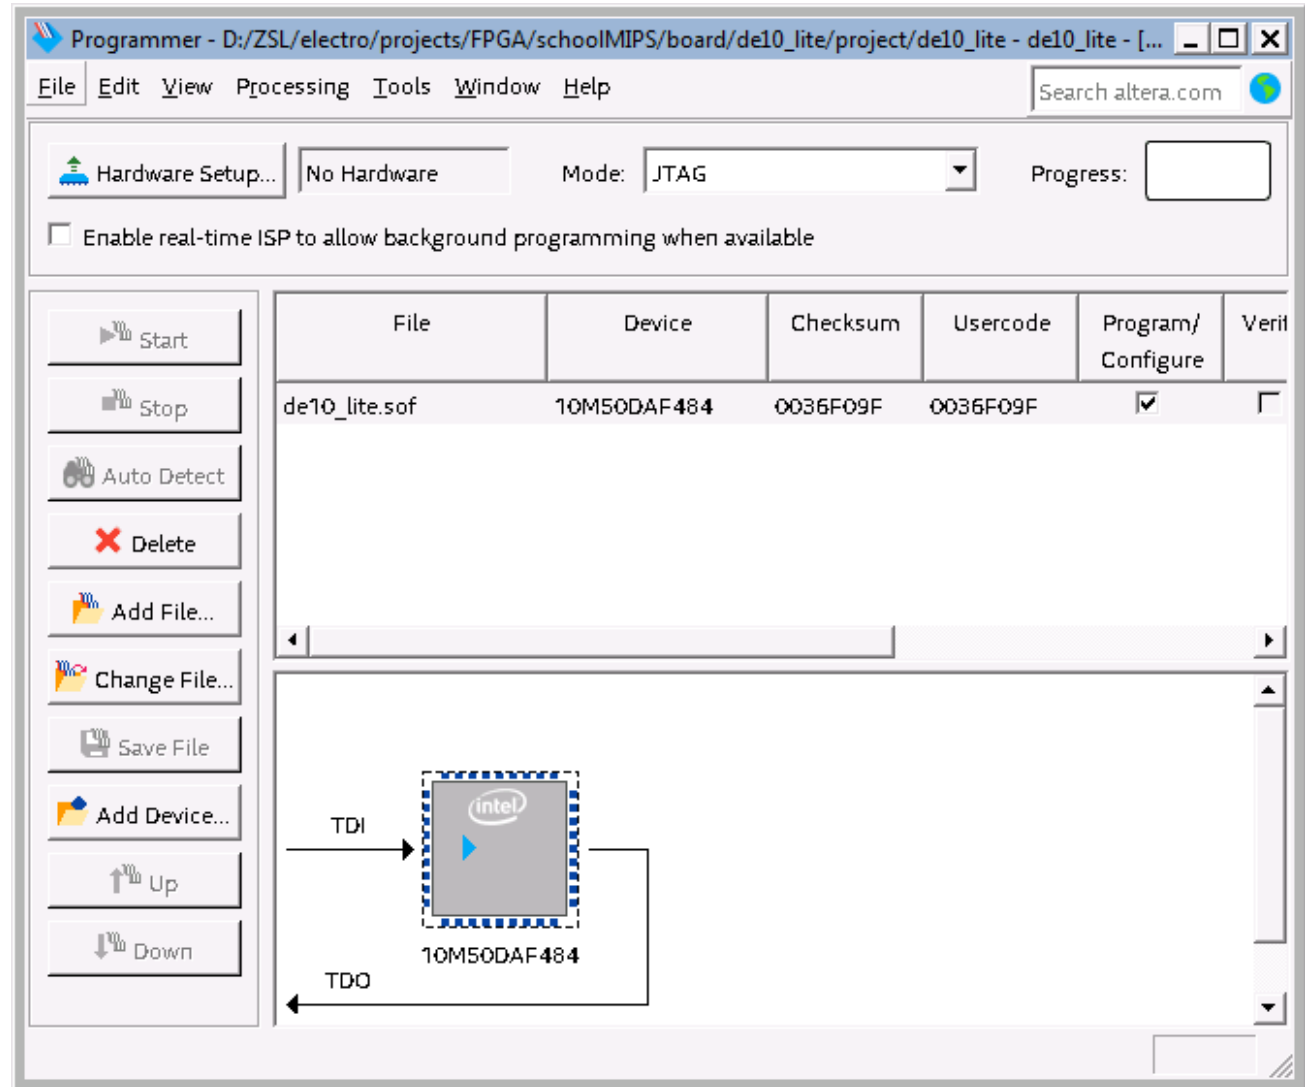 Programmer - D:/ZSL/electro/projects/FPGA/schoolMIPS/board/de10_lite/project/de10_lite - de10_lite - [...
File Edit View Processing Tools Window Help Search altera.com
Hardware Setup... No Hardware Mode: JTAG Progress:
Enable real-time ISP to allow background programming when available
File Device Checksum Usercode Program/ Verif
Configure
Start
de10_lite.sof 10M50DAF484 0036F09F 0036F09F
Stop
Auto Detect
Delete
Add File...
Change File...
Save File
Add Device...
Up
Down
intel
TDI
10M50DAF484
TDO